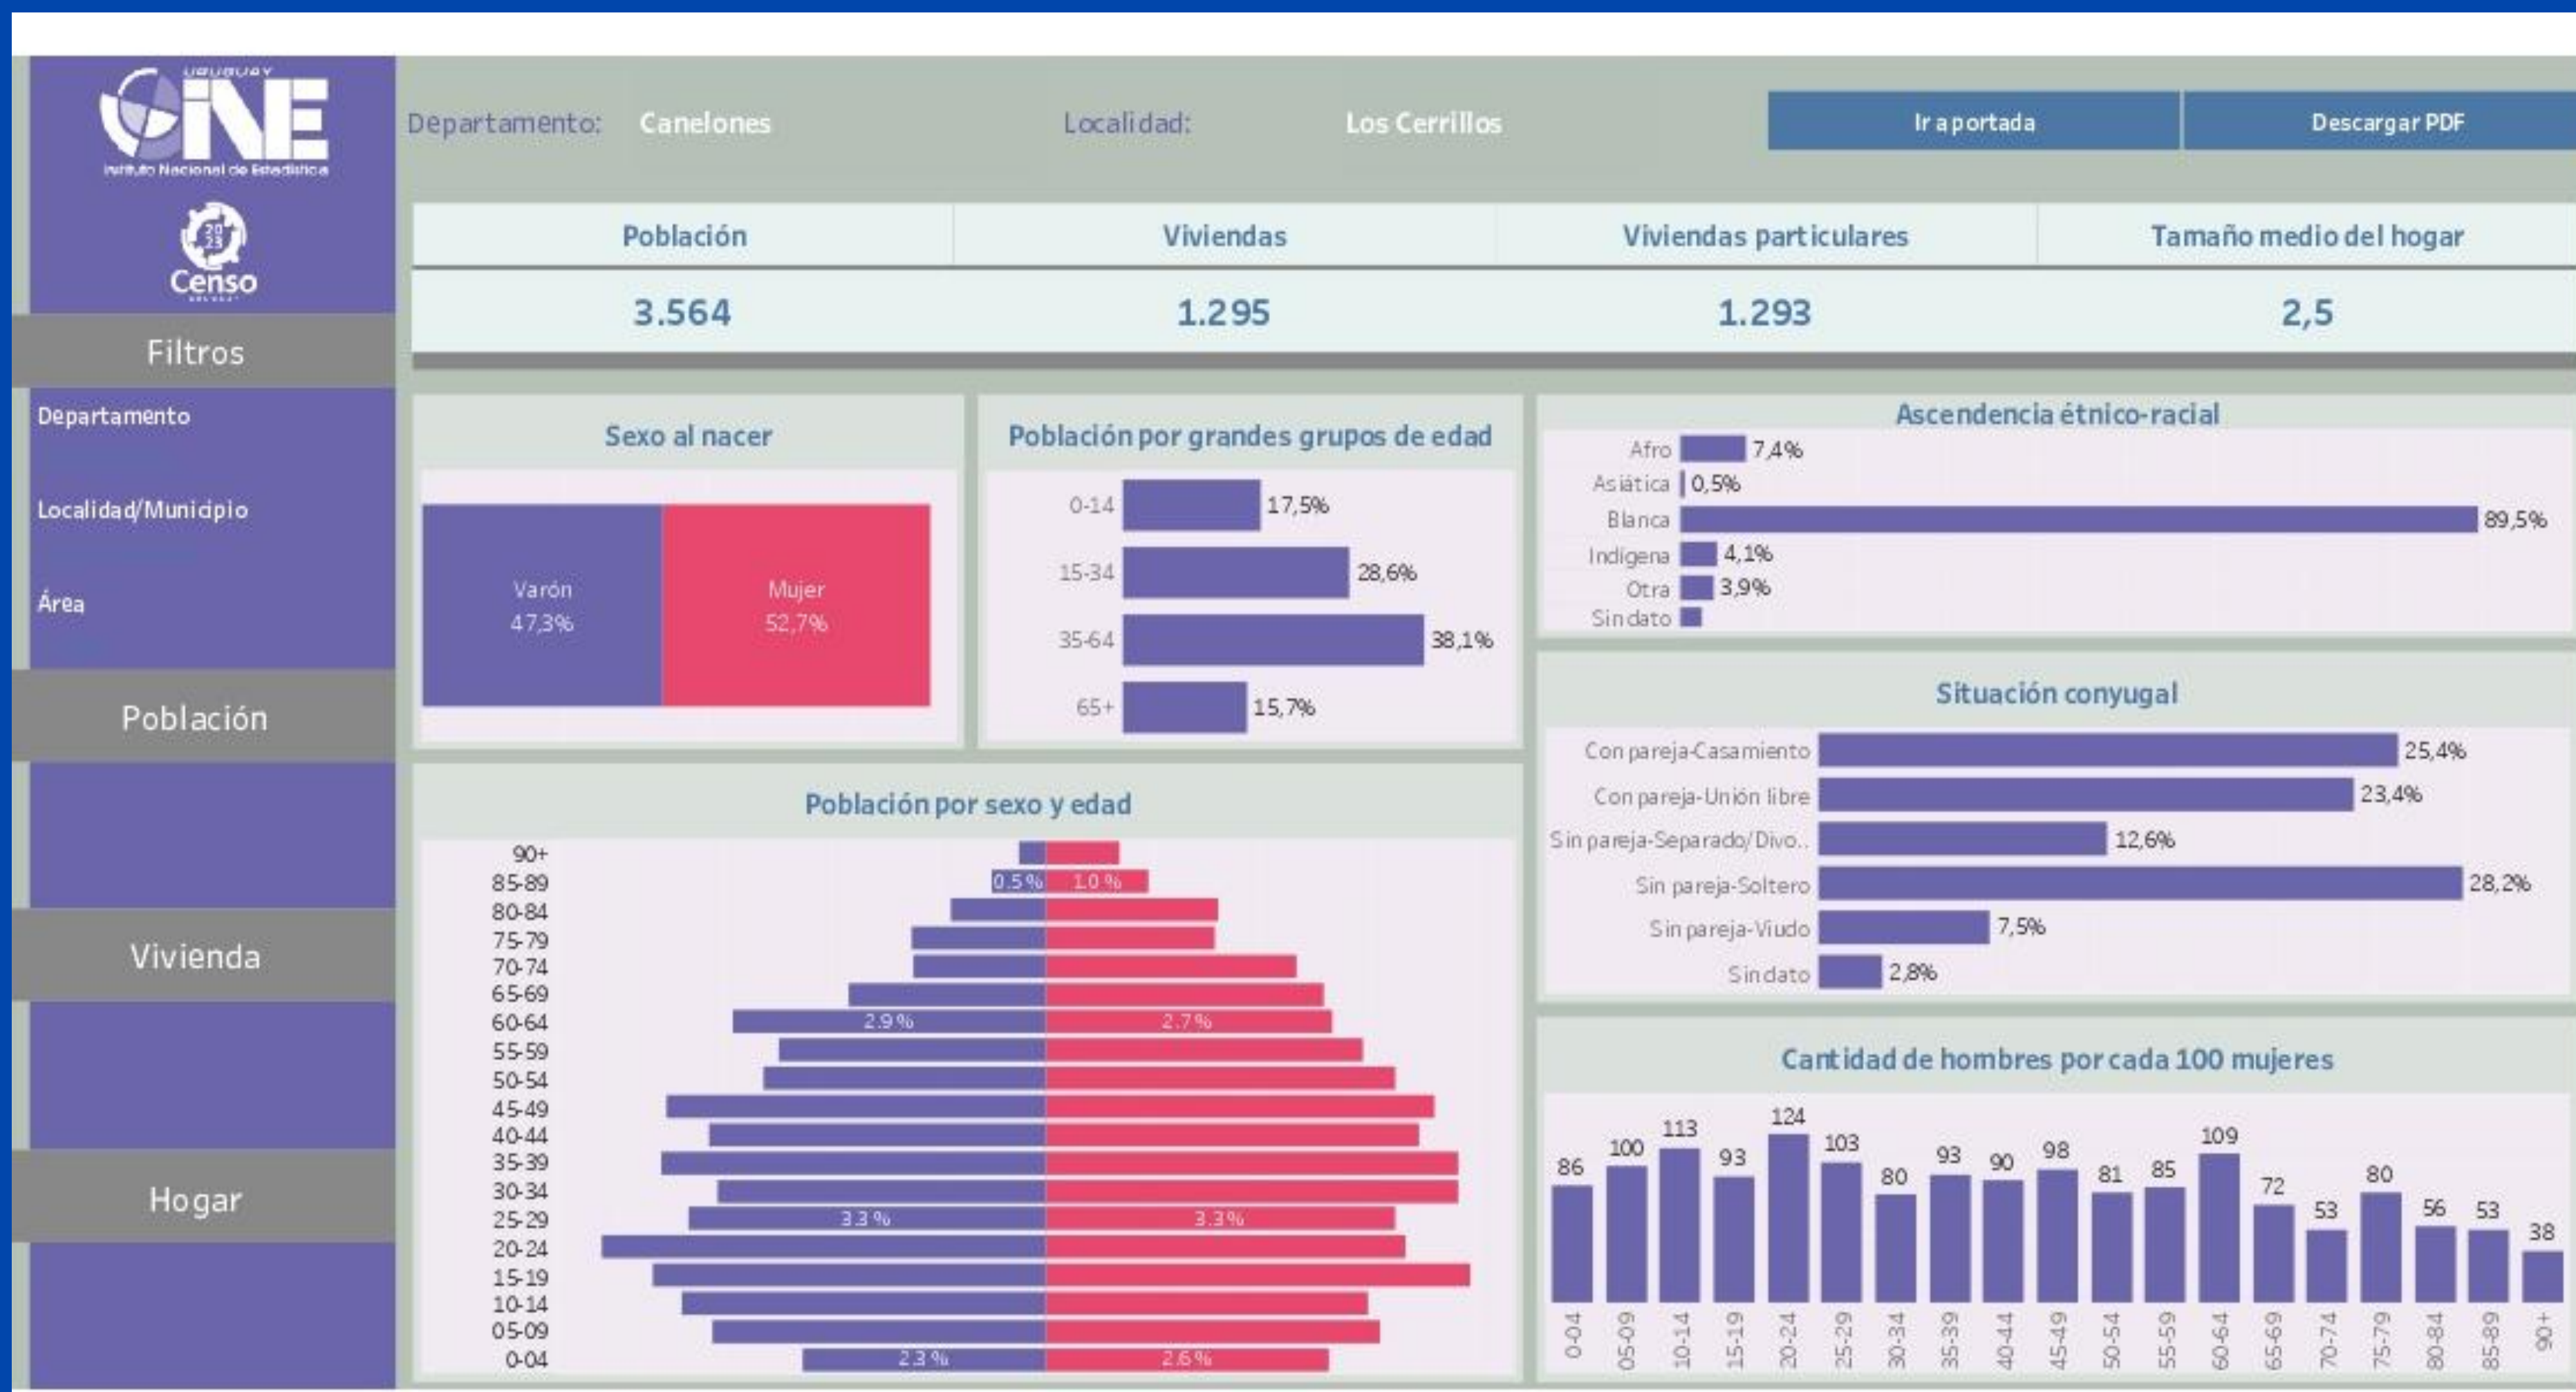 URUGUAY
INE
Instituto Nacional de Estadística
2023
Censo
Filtros
Departamento
Localidad/Municipio
Área
Población
Vivienda
Hogar
Departamento: Canelones Localidad: Los Cerrillos Ir a portada Descargar PDF
Población Viviendas Viviendas particulares Tamaño medio del hogar
3.564 1.295 1.293 2,5
Sexo al nacer
Varón Mujer
47,3% 52,7%
Población por grandes grupos de edad
0-14 17,5%
15-34 28,6%
35-64 38,1%
65+ 15,7%
Ascendencia étnico-racial
Afro 7,4%
Asiática 0,5%
Blanca 89,5%
Indígena 4,1%
Otra 3,9%
Sin dato
Situación conyugal
Con pareja-Casamiento 25,4%
Con pareja-Unión libre 23,4%
Sin pareja-Separado/Divo.. 12,6%
Sin pareja-Soltero 28,2%
Sin pareja-Viudo 7,5%
Sin dato 2,8%
Población por sexo y edad
90+
85-89 0.5% 1.0%
80-84
75-79
70-74
65-69
60-64 2.9% 2.7%
55-59
50-54
45-49
40-44
35-39
30-34
25-29 3.3% 3.3%
20-24
15-19
10-14
05-09
0-04 2.3% 2.6%
Cantidad de hombres por cada 100 mujeres
86 100 113 93 124 103 80 93 90 98 81 85 109 72 53 80 56 53 38
0-04 05-09 10-14 15-19 20-24 25-29 30-34 35-39 40-44 45-49 50-54 55-59 60-64 65-69 70-74 75-79 80-84 85-89 90+